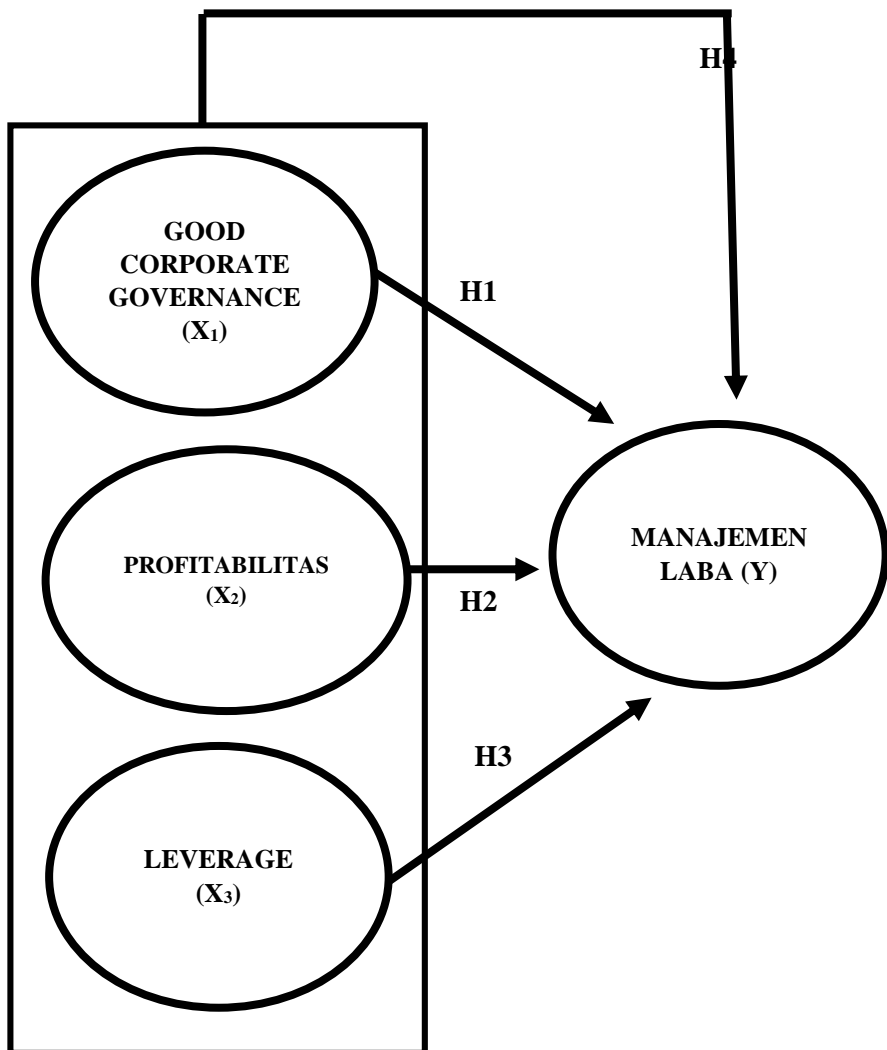 H4
GOOD
CORPORATE
GOVERNANCE
(X₁)
H1
PROFITABILITAS
(X₂)
H2
MANAJEMEN
LABA (Y)
H3
LEVERAGE
(X₃)